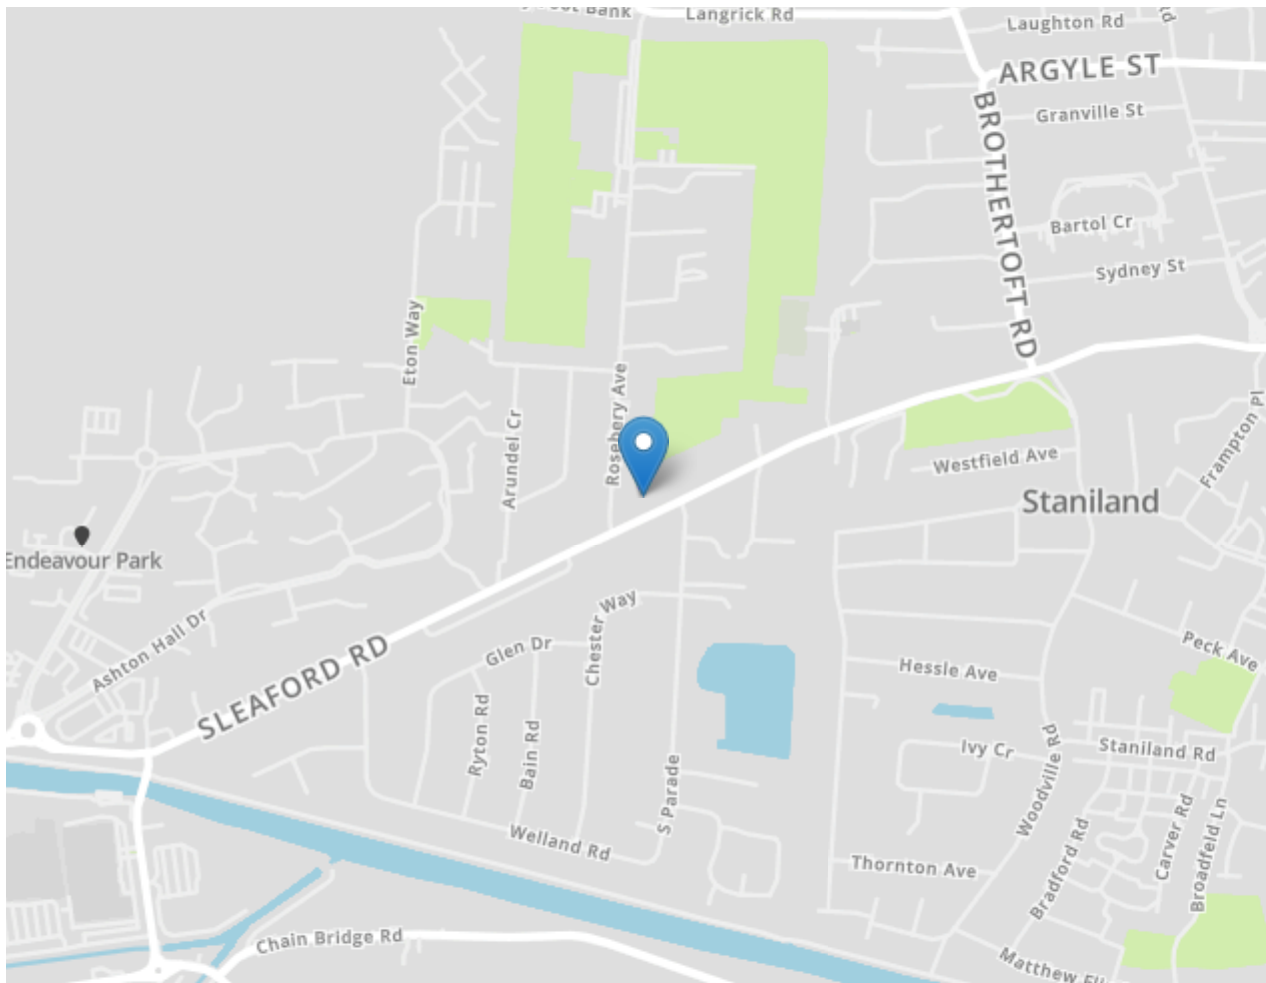 Bank
Langrick Rd
Laughton Rd
ARGYLE ST
Granville St
BROTHERTOFT RD
Bartol Cr
Sydney St
Eton Way
Rosebery Ave
Arundel Cr
Frampton Pl
Westfield Ave
Staniland
Endeavour Park
Chester Way
Ashton Hall Dr
SLEAFORD RD
Glen Dr
Peck Ave
Hessle Ave
Ryton Rd
Bain Rd
Ivy Cr
Staniland Rd
Woodville Rd
S Parade
Welland Rd
Carver Rd
Broadfield Ln
Bradford Rd
Thornton Ave
Chain Bridge Rd
Matthew